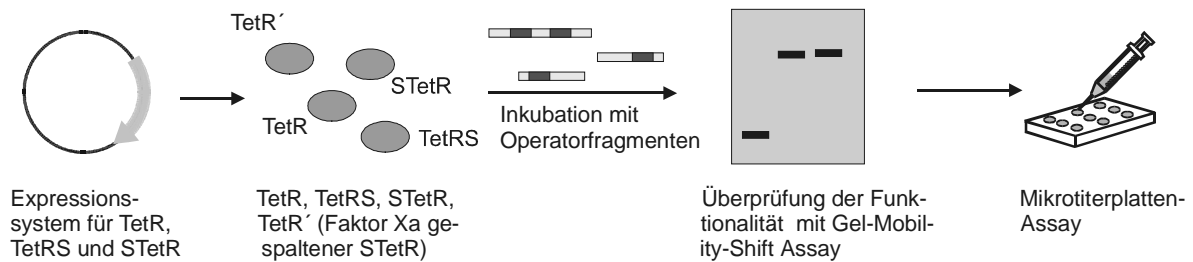 TetR´
STetR
TetR
TetRS
Inkubation mit
Operatorfragmenten
Expressions-
system für TetR,
TetRS und STetR
TetR, TetRS, STetR,
TetR´ (Faktor Xa ge-
spaltener STetR)
Überprüfung der Funk-
tionalität mit Gel-Mobil-
ity-Shift Assay
Mikrotiterplatten-
Assay